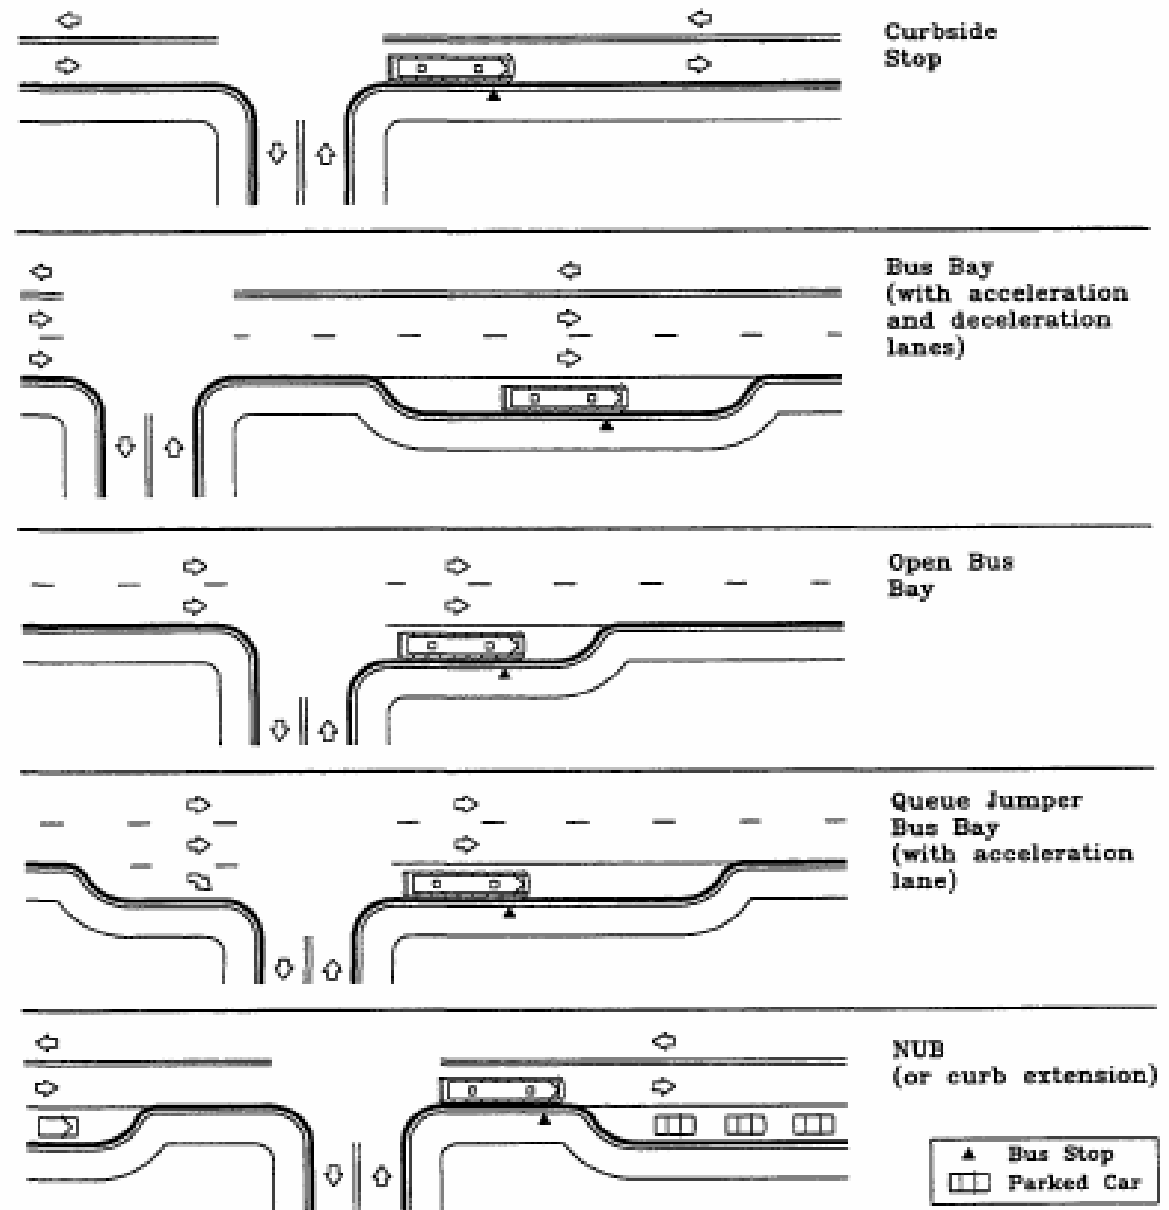 Curbside
Stop
Bus Bay
(with acceleration
and deceleration
lanes)
Open Bus
Bay
Queue Jumper
Bus Bay
(with acceleration
lane)
NUB
(or curb extension)
Bus Stop
Parked Car